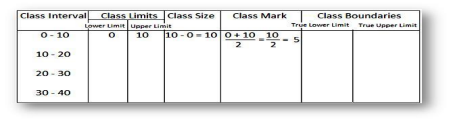 Class Interval Class Limits Class Size Class Mark Class Boundaries
Lower Limit Upper Limit True Lower Limit True Upper Limit
0 - 10 0 10 10 - 0 = 10 0 + 10 / 2 = 10 / 2 = 5
10 - 20
20 - 30
30 - 40